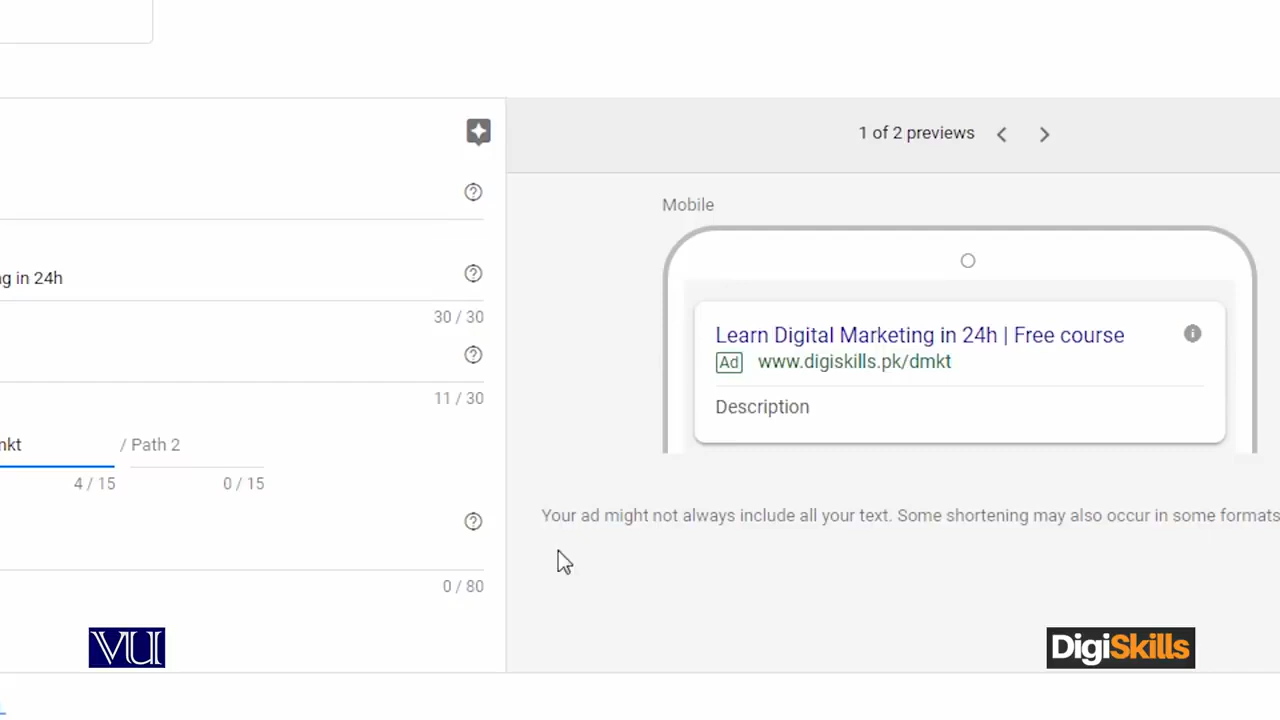 1 of 2 previews
Mobile
g in 24h
30 / 30
11 / 30
Learn Digital Marketing in 24h | Free course
Ad www.digiskills.pk/dmkt
Description
nkt / Path 2
4 / 15 0 / 15
Your ad might not always include all your text. Some shortening may also occur in some formats
0 / 80
VU
DigiSkills